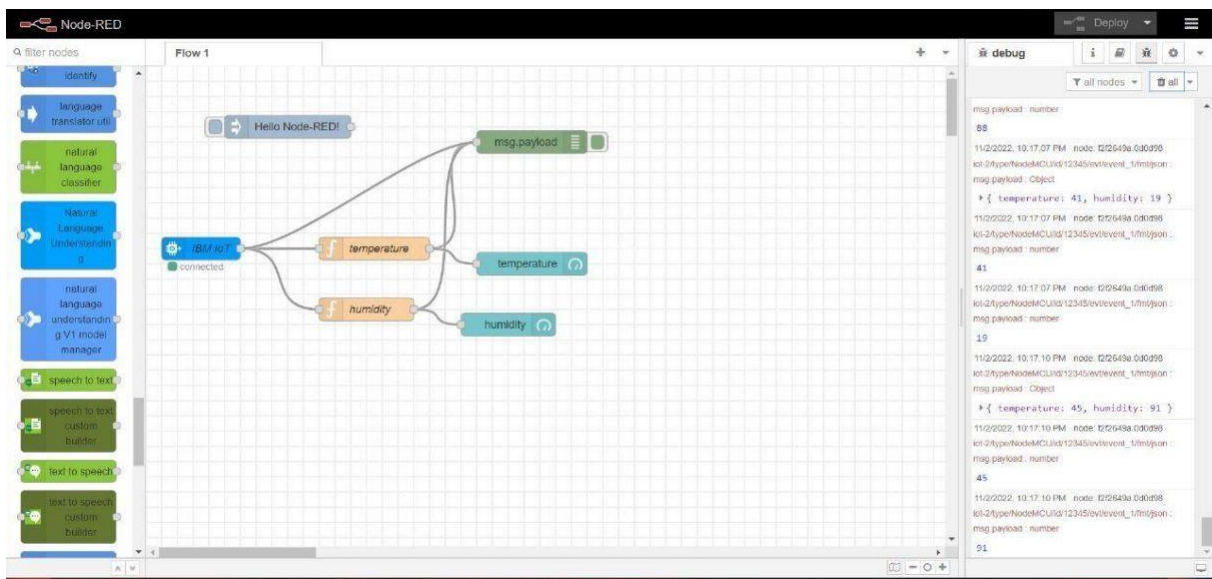 Node-RED
Deploy
filter nodes
Flow 1
debug
i
all nodes
all
identify
language
translator util
natural
language
classifier
Natural
Language
Understandin
g
natural
language
understandin
g V1 model
manager
speech to text
speech to text
custom
builder
text to speech
text to speech
custom
builder
Hello Node-RED!
msg.payload
IBM IoT
connected
f temperature
temperature
f humidity
humidity
msg.payload : number
88
11/2/2022, 10:17:07 PM node: f2f2649a.0d0d98
iot-2/type/NodeMCU/id/12345/evt/event_1/fmt/json :
msg.payload : Object
{ temperature: 41, humidity: 19 }
11/2/2022, 10:17:07 PM node: f2f2649a.0d0d98
iot-2/type/NodeMCU/id/12345/evt/event_1/fmt/json :
msg.payload : number
41
11/2/2022, 10:17:07 PM node: f2f2649a.0d0d98
iot-2/type/NodeMCU/id/12345/evt/event_1/fmt/json :
msg.payload : number
19
11/2/2022, 10:17:10 PM node: f2f2649a.0d0d98
iot-2/type/NodeMCU/id/12345/evt/event_1/fmt/json :
msg.payload : Object
{ temperature: 45, humidity: 91 }
11/2/2022, 10:17:10 PM node: f2f2649a.0d0d98
iot-2/type/NodeMCU/id/12345/evt/event_1/fmt/json :
msg.payload : number
45
11/2/2022, 10:17:10 PM node: f2f2649a.0d0d98
iot-2/type/NodeMCU/id/12345/evt/event_1/fmt/json :
msg.payload : number
91